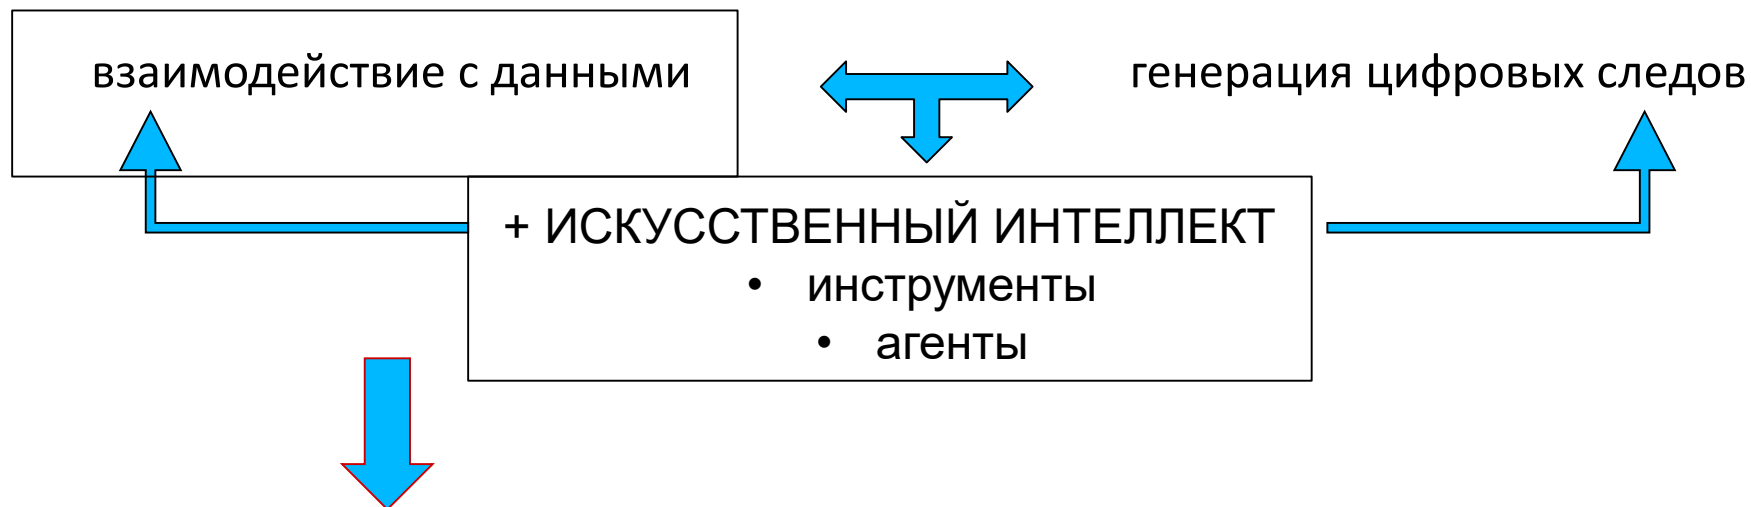 взаимодействие с данными
генерация цифровых следов
+ ИСКУССТВЕННЫЙ ИНТЕЛЛЕКТ
• инструменты
• агенты